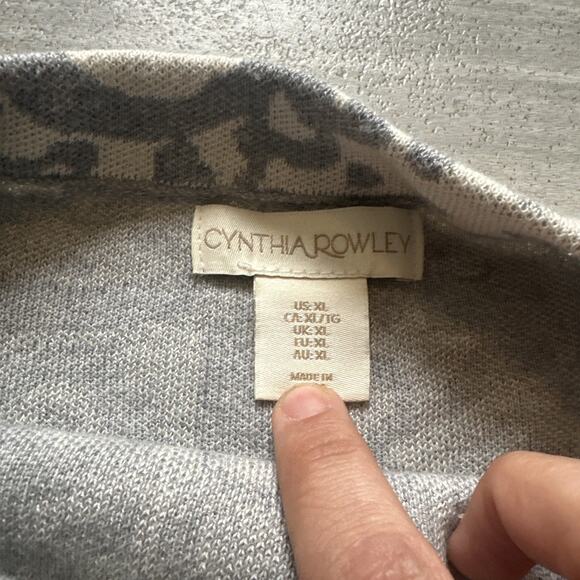 CYNTHIA ROWLEY
US: XL
CA: XL/TG
UK: XL
EU: XL
AU: XL
MADE IN